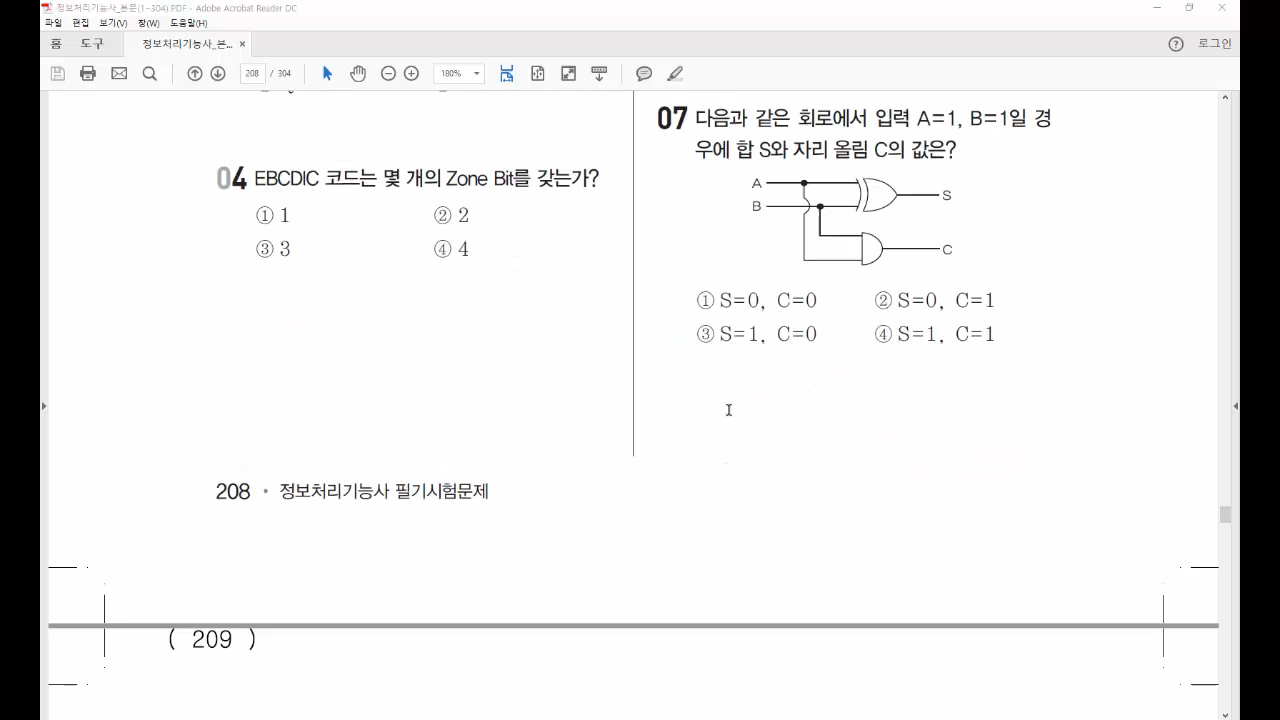 정보처리기능사_본문(1-304).PDF - Adobe Acrobat Reader DC
파일 편집 보기(V) 창(W) 도움말(H)
홈 도구 정보처리기능사_본... × 로그인
208 / 304 180%
04 EBCDIC 코드는 몇 개의 Zone Bit를 갖는가?
① 1 ② 2
③ 3 ④ 4
07 다음과 같은 회로에서 입력 A=1, B=1일 경
우에 합 S와 자리 올림 C의 값은?
A S
B
C
① S=0, C=0 ② S=0, C=1
③ S=1, C=0 ④ S=1, C=1
208 • 정보처리기능사 필기시험문제
( 209 )